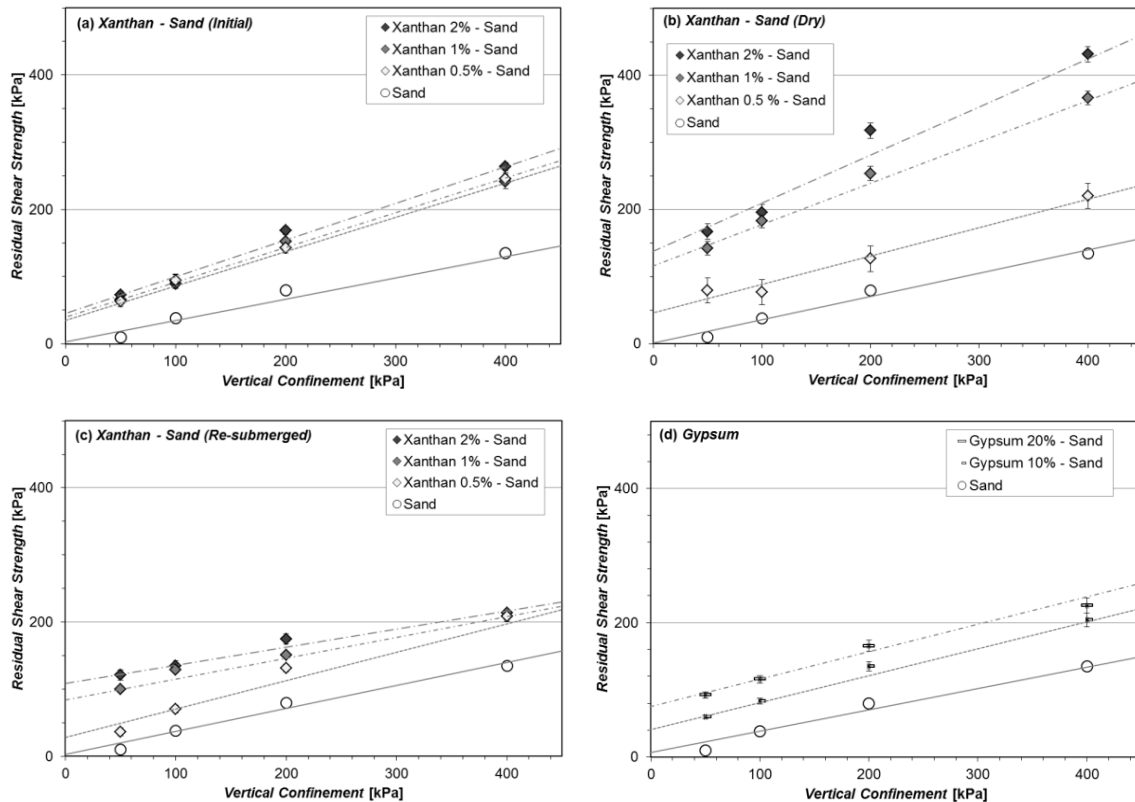 (a) Xanthan - Sand (Initial)
Xanthan 2% - Sand
Xanthan 1% - Sand
Xanthan 0.5% - Sand
Sand
Residual Shear Strength [kPa]
400
200
0
0 100 200 300 400
Vertical Confinement [kPa]
(b) Xanthan - Sand (Dry)
Xanthan 2% - Sand
Xanthan 1% - Sand
Xanthan 0.5 % - Sand
Sand
Residual Shear Strength [kPa]
400
200
0
0 100 200 300 400
Vertical Confinement [kPa]
(c) Xanthan - Sand (Re-submerged)
Xanthan 2% - Sand
Xanthan 1% - Sand
Xanthan 0.5% - Sand
Sand
Residual Shear Strength [kPa]
400
200
0
0 100 200 300 400
Vertical Confinement [kPa]
(d) Gypsum
Gypsum 20% - Sand
Gypsum 10% - Sand
Sand
Residual Shear Strength [kPa]
400
200
0
0 100 200 300 400
Vertical Confinement [kPa]